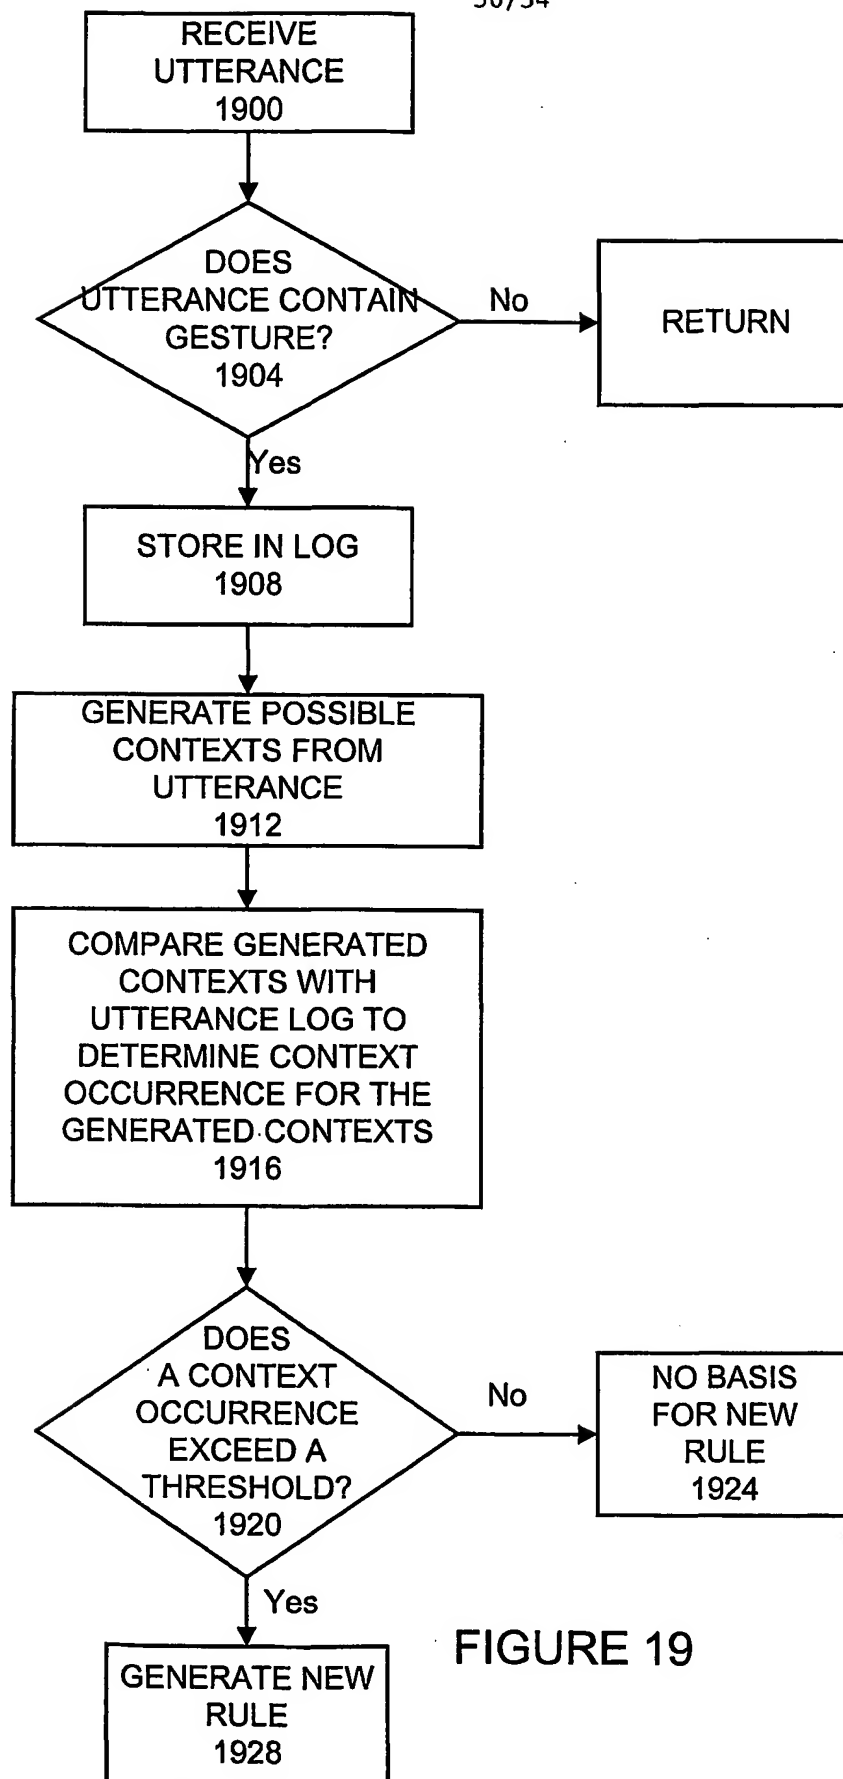 RECEIVE
UTTERANCE
1900
DOES
UTTERANCE CONTAIN
GESTURE?
1904
No
RETURN
Yes
STORE IN LOG
1908
GENERATE POSSIBLE
CONTEXTS FROM
UTTERANCE
1912
COMPARE GENERATED
CONTEXTS WITH
UTTERANCE LOG TO
DETERMINE CONTEXT
OCCURRENCE FOR THE
GENERATED CONTEXTS
1916
DOES
A CONTEXT
OCCURRENCE
EXCEED A
THRESHOLD?
1920
No
NO BASIS
FOR NEW
RULE
1924
Yes
GENERATE NEW
RULE
1928
FIGURE 19